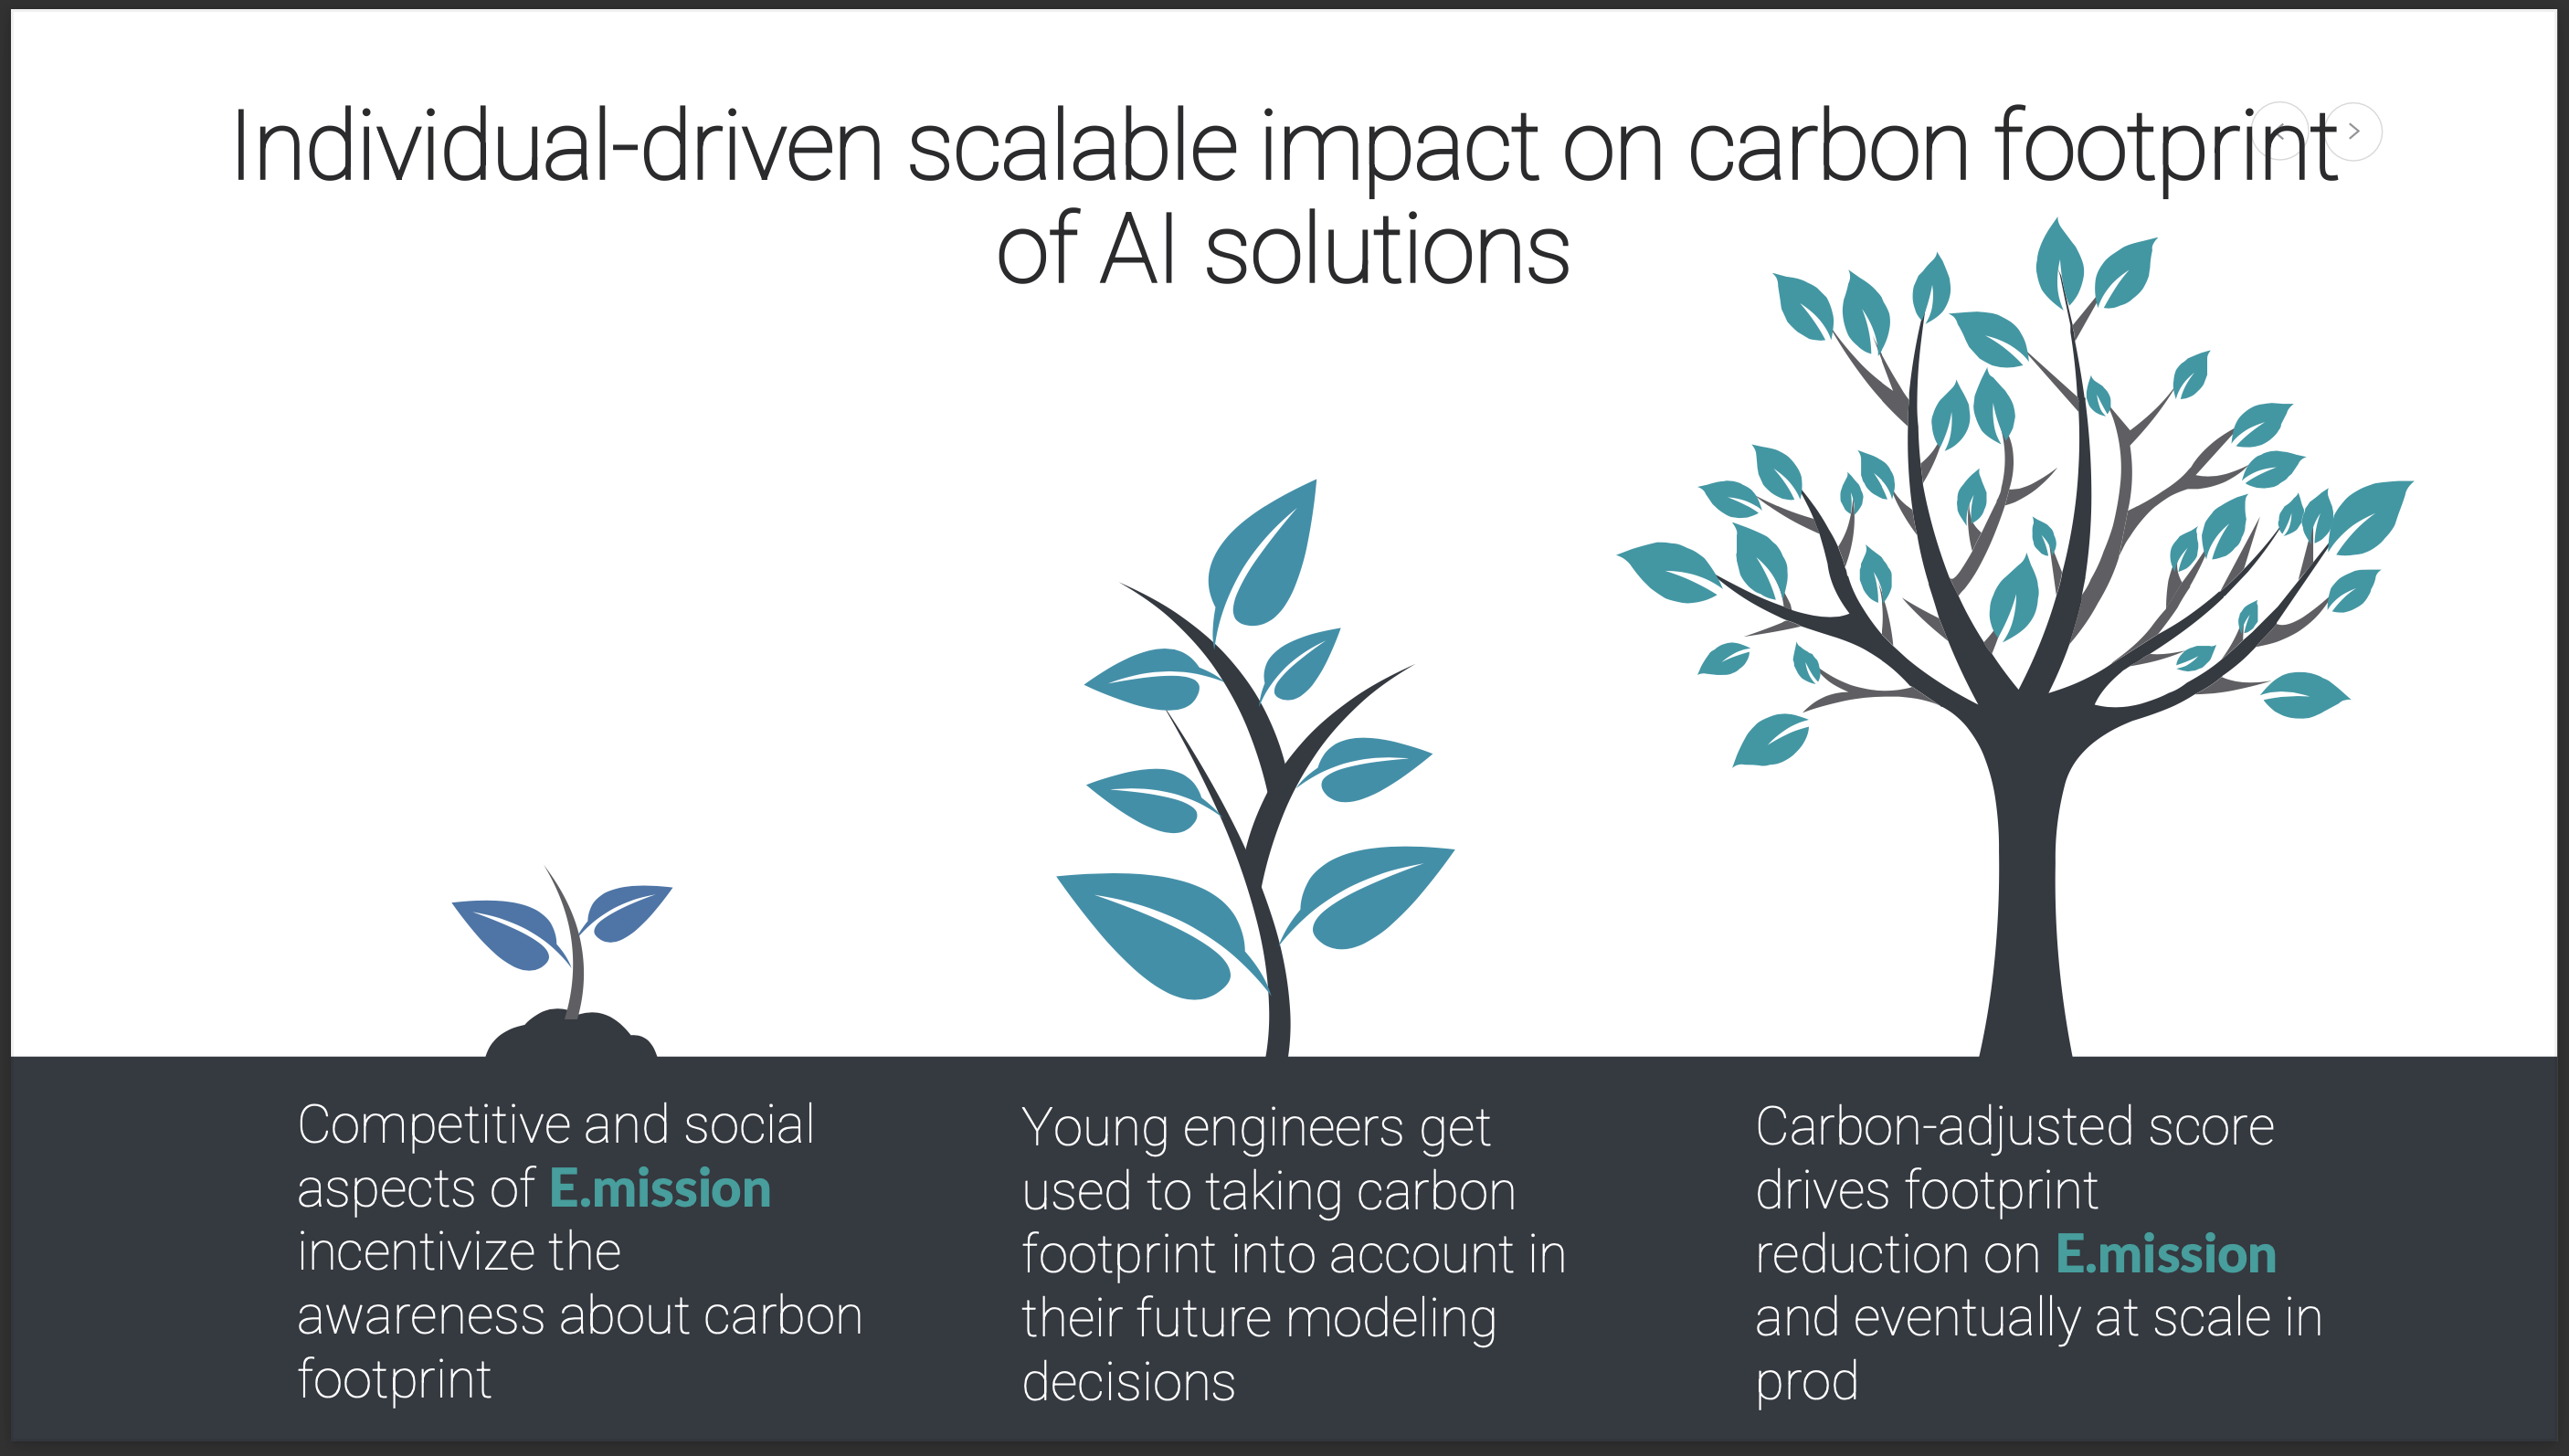 Individual-driven scalable impact on carbon footprint
of AI solutions
Competitive and social
aspects of E.mission
incentivize the
awareness about carbon
footprint
Young engineers get
used to taking carbon
footprint into account in
their future modeling
decisions
Carbon-adjusted score
drives footprint
reduction on E.mission
and eventually at scale in
prod